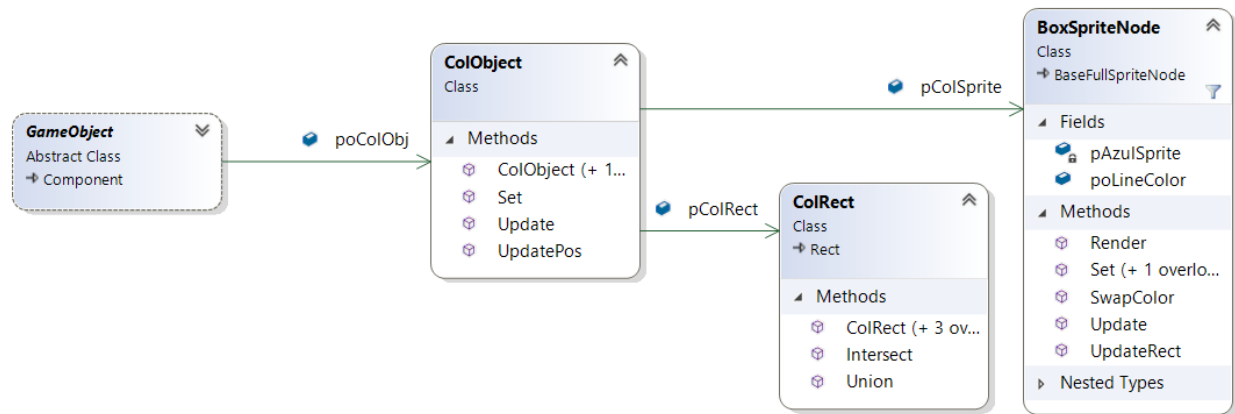 GameObject
Abstract Class
Component
poColObj
ColObject
Class
Methods
ColObject (+ 1...
Set
Update
UpdatePos
pColSprite
pColRect
ColRect
Class
Rect
Methods
ColRect (+ 3 ov...
Intersect
Union
BoxSpriteNode
Class
BaseFullSpriteNode
Fields
pAzulSprite
poLineColor
Methods
Render
Set (+ 1 overlo...
SwapColor
Update
UpdateRect
Nested Types